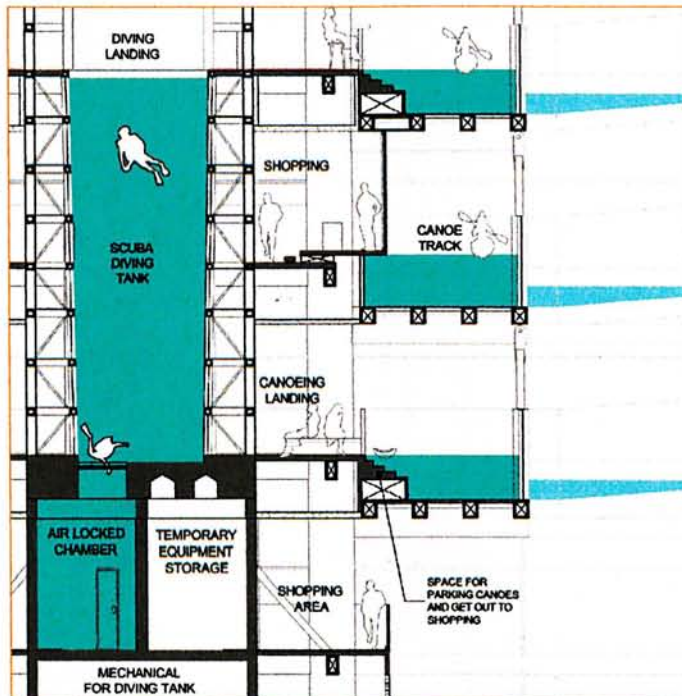 DIVING
LANDING
SHOPPING
SCUBA
DIVING
TANK
CANOE
TRACK
CANOEING
LANDING
AIR LOCKED
CHAMBER
TEMPORARY
EQUIPMENT
STORAGE
SHOPPING
AREA
SPACE FOR
PARKING CANOES
AND GET OUT TO
SHOPPING
MECHANICAL
FOR DIVING TANK